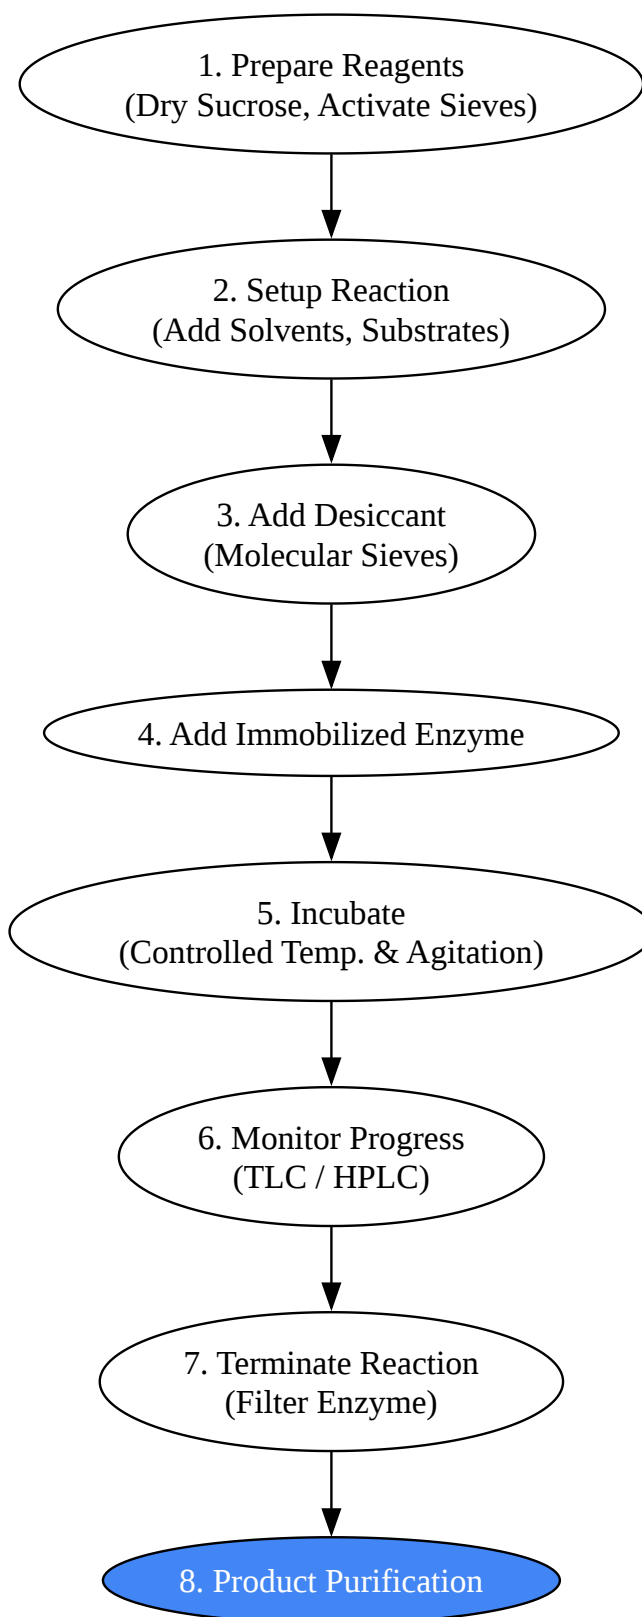 1. Prepare Reagents
(Dry Sucrose, Activate Sieves)
2. Setup Reaction
(Add Solvents, Substrates)
3. Add Desiccant
(Molecular Sieves)
4. Add Immobilized Enzyme
5. Incubate
(Controlled Temp. & Agitation)
6. Monitor Progress
(TLC / HPLC)
7. Terminate Reaction
(Filter Enzyme)
8. Product Purification